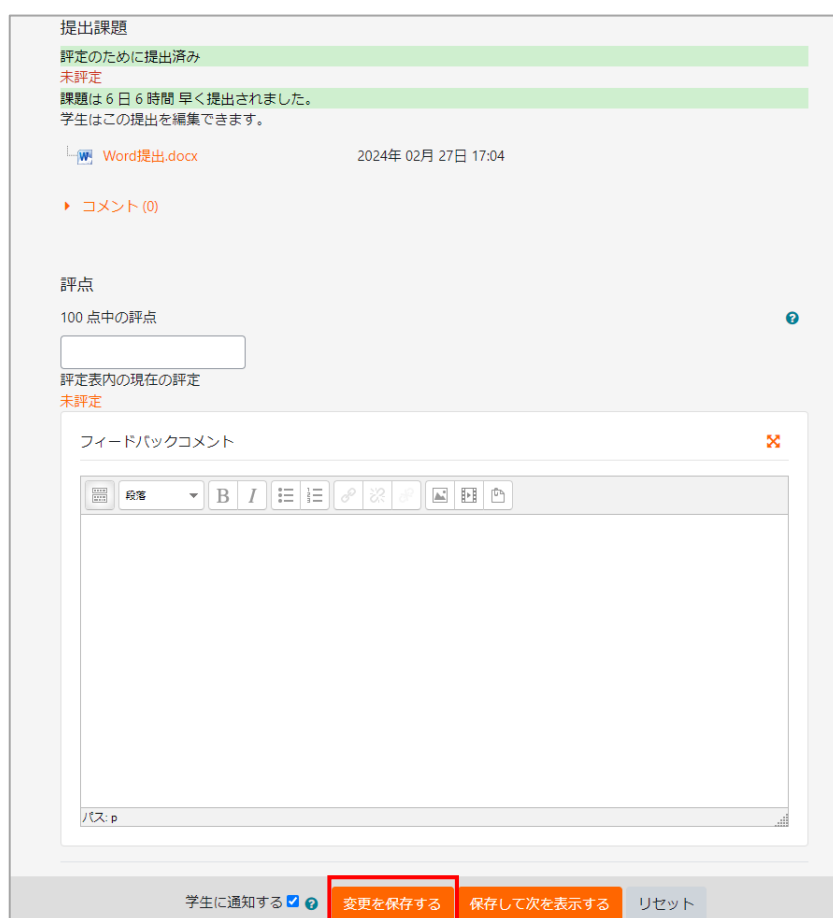 提出課題
評定のために提出済み
未評定
課題は 6 日 6 時間 早く提出されました。
学生はこの提出を編集できます。
Word提出.docx 2024年 02月 27日 17:04
コメント (0)
評点
100 点中の評点
評定表内の現在の評定
未評定
フィードバックコメント
段落 B I
パス: p
学生に通知する 変更を保存する 保存して次を表示する リセット